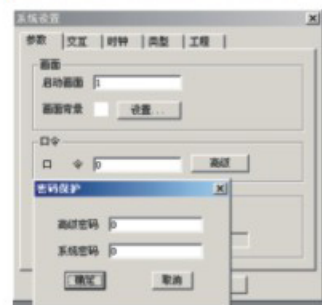 系统设置
参数 交互 时钟 类型 工程
画面
启动画面 1
画面背景 设置...
口令
口 令 0 高级
密码保护
高级密码 0
系统密码 0
确定 取消